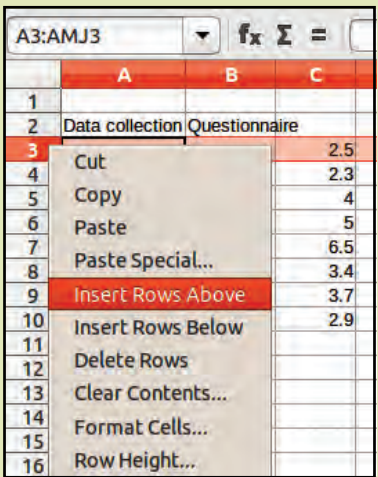 A3:AMJ3 fx Σ =
A B C
1
2 Data collection Questionnaire
3 2.5
4 Cut 2.3
5 Copy 4
6 Paste 5
7 Paste Special... 6.5
8 3.4
9 Insert Rows Above 3.7
10 Insert Rows Below 2.9
11
12 Delete Rows
13 Clear Contents...
14 Format Cells...
15
16 Row Height...